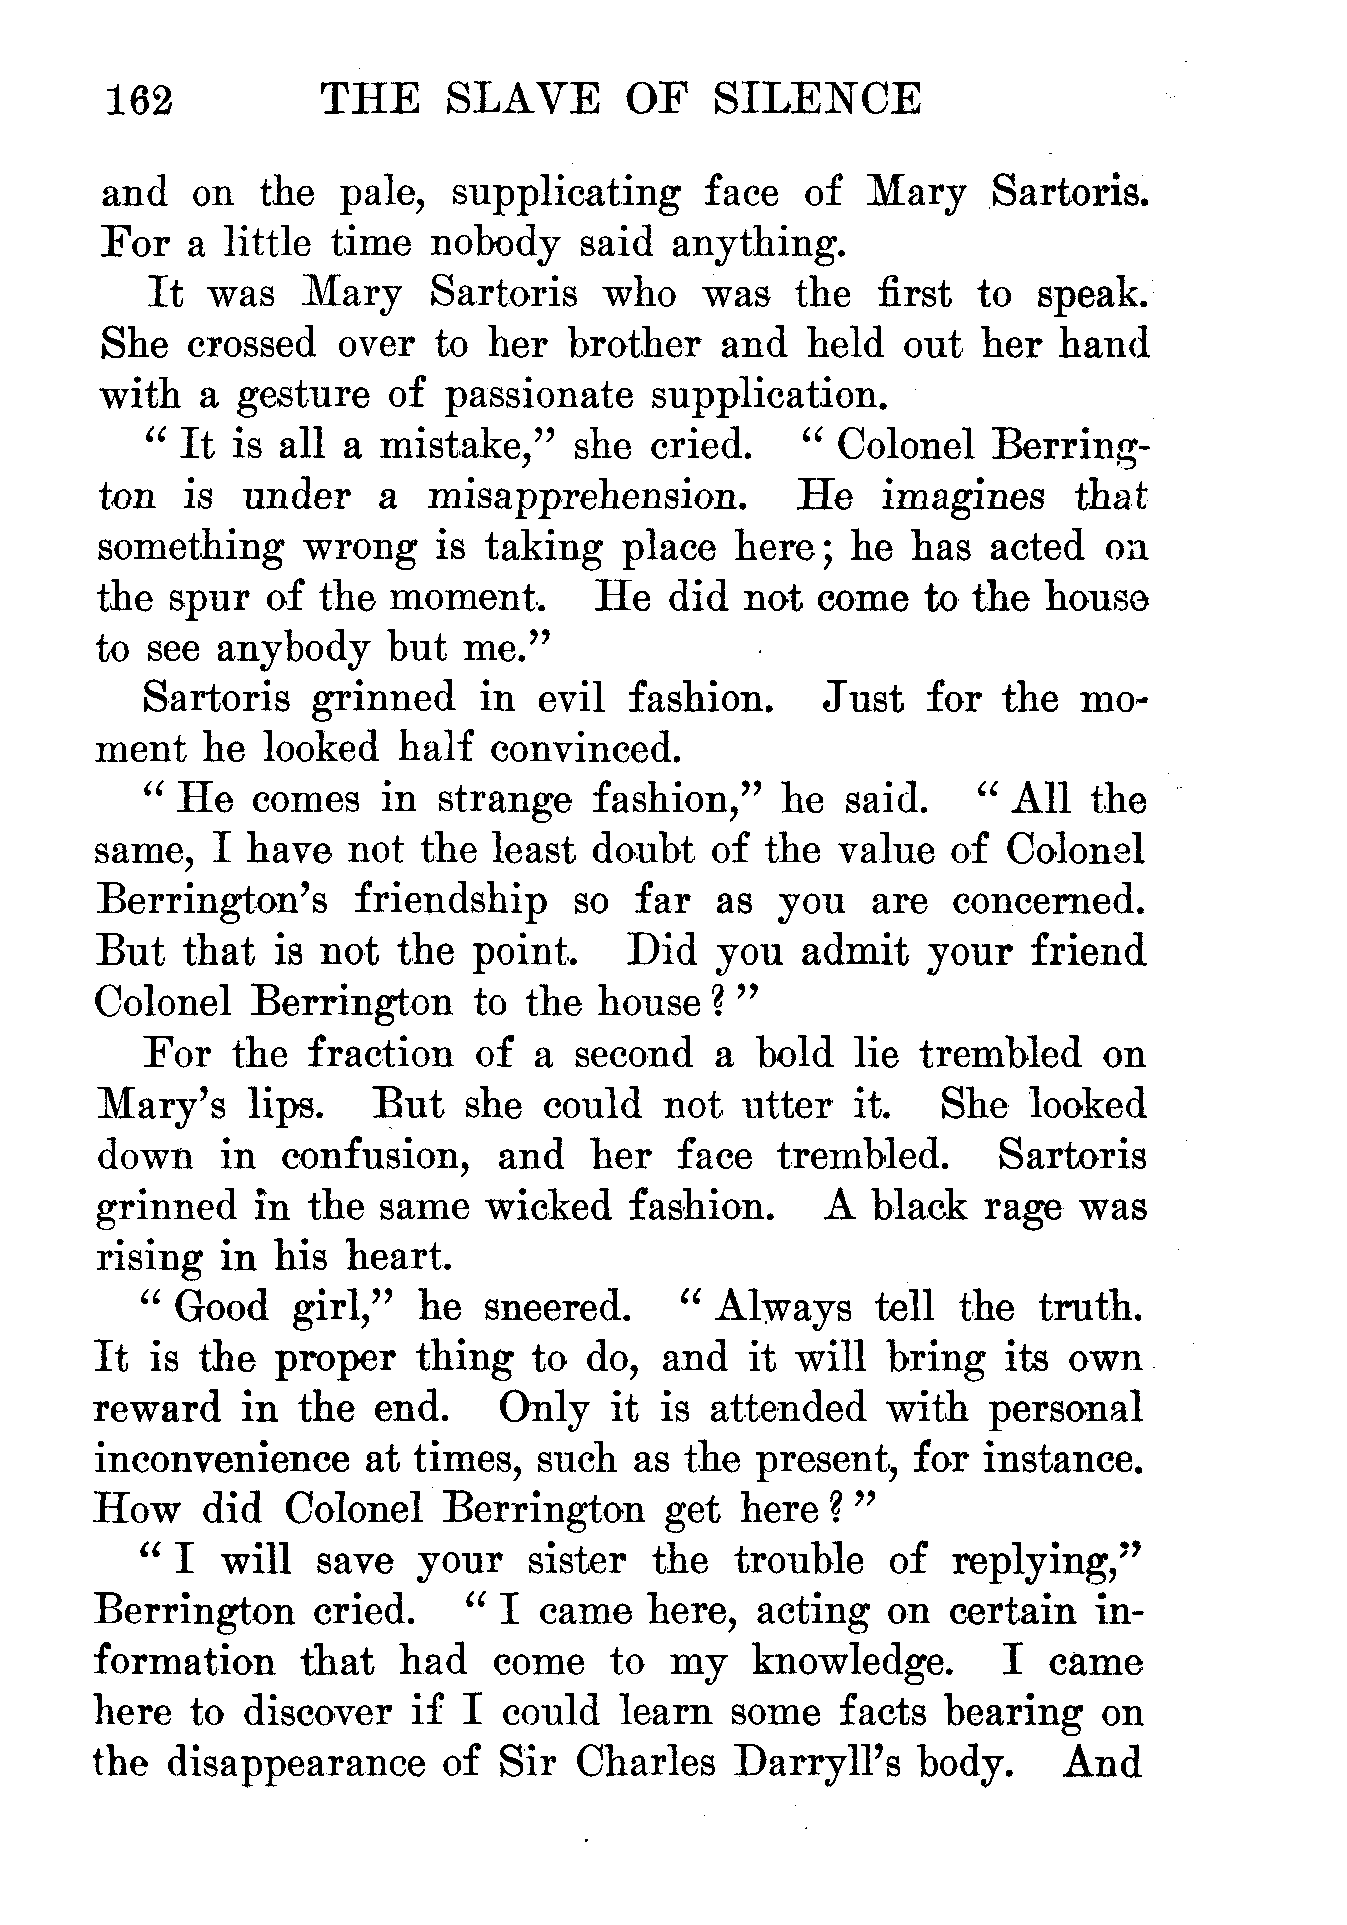 162 THE SLAVE OF SILENCE
and on the pale, supplicating face of Mary Sartoris.
For a little time nobody said anything.
It was Mary Sartoris who was the first to speak.
She crossed over to her brother and held out her hand
with a gesture of passionate supplication.
“ It is all a mistake,” she cried. “ Colonel Berring-
ton is under a misapprehension. He imagines that
something wrong is taking place here; he has acted on
the spur of the moment. He did not come to the house
to see anybody but me.”
Sartoris grinned in evil fashion. Just for the mo-
ment he looked half convinced.
“ He comes in strange fashion,” he said. “ All the
same, I have not the least doubt of the value of Colonel
Berrington’s friendship so far as you are concerned.
But that is not the point. Did you admit your friend
Colonel Berrington to the house ? ”
For the fraction of a second a bold lie trembled on
Mary’s lips. But she could not utter it. She looked
down in confusion, and her face trembled. Sartoris
grinned in the same wicked fashion. A black rage was
rising in his heart.
“ Good girl,” he sneered. “ Always tell the truth.
It is the proper thing to do, and it will bring its own
reward in the end. Only it is attended with personal
inconvenience at times, such as the present, for instance.
How did Colonel Berrington get here ? ”
“ I will save your sister the trouble of replying,”
Berrington cried. “ I came here, acting on certain in-
formation that had come to my knowledge. I came
here to discover if I could learn some facts bearing on
the disappearance of Sir Charles Darryll’s body. And